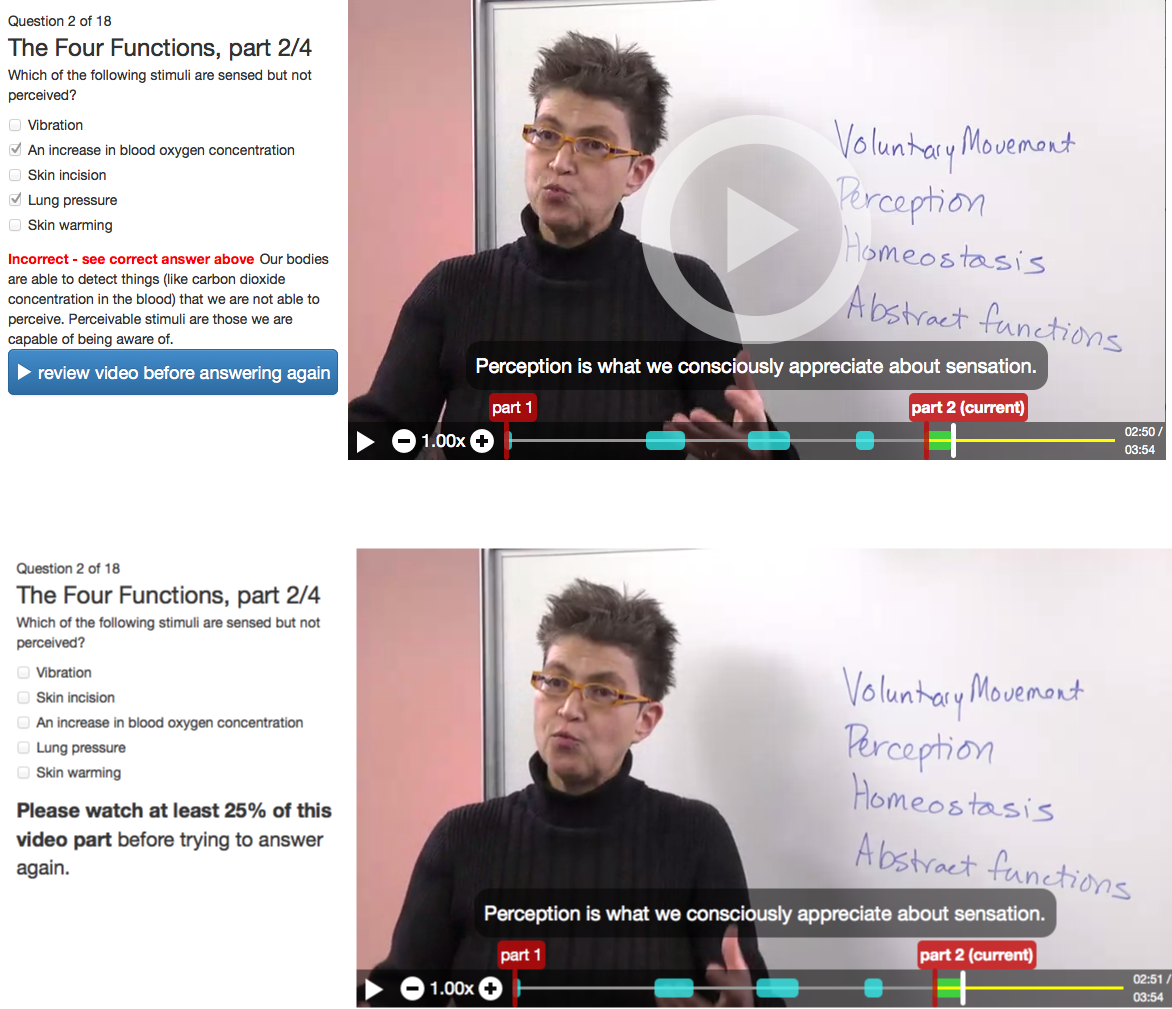 Question 2 of 18
The Four Functions, part 2/4
Which of the following stimuli are sensed but not
perceived?
Vibration
An increase in blood oxygen concentration
Skin incision
Lung pressure
Skin warming
Incorrect - see correct answer above Our bodies
are able to detect things (like carbon dioxide
concentration in the blood) that we are not able to
perceive. Perceivable stimuli are those we are
capable of being aware of.
review video before answering again
Voluntary Movement
Perception
Homeostasis
Abstract functions
Perception is what we consciously appreciate about sensation.
part 1
part 2 (current)
1.00x
02:50 /
03:54
Question 2 of 18
The Four Functions, part 2/4
Which of the following stimuli are sensed but not
perceived?
Vibration
Skin incision
An increase in blood oxygen concentration
Lung pressure
Skin warming
Please watch at least 25% of this
video part before trying to answer
again.
Voluntary Movement
Perception
Homeostasis
Abstract functions
Perception is what we consciously appreciate about sensation.
part 1
part 2 (current)
1.00x
02:51 /
03:54